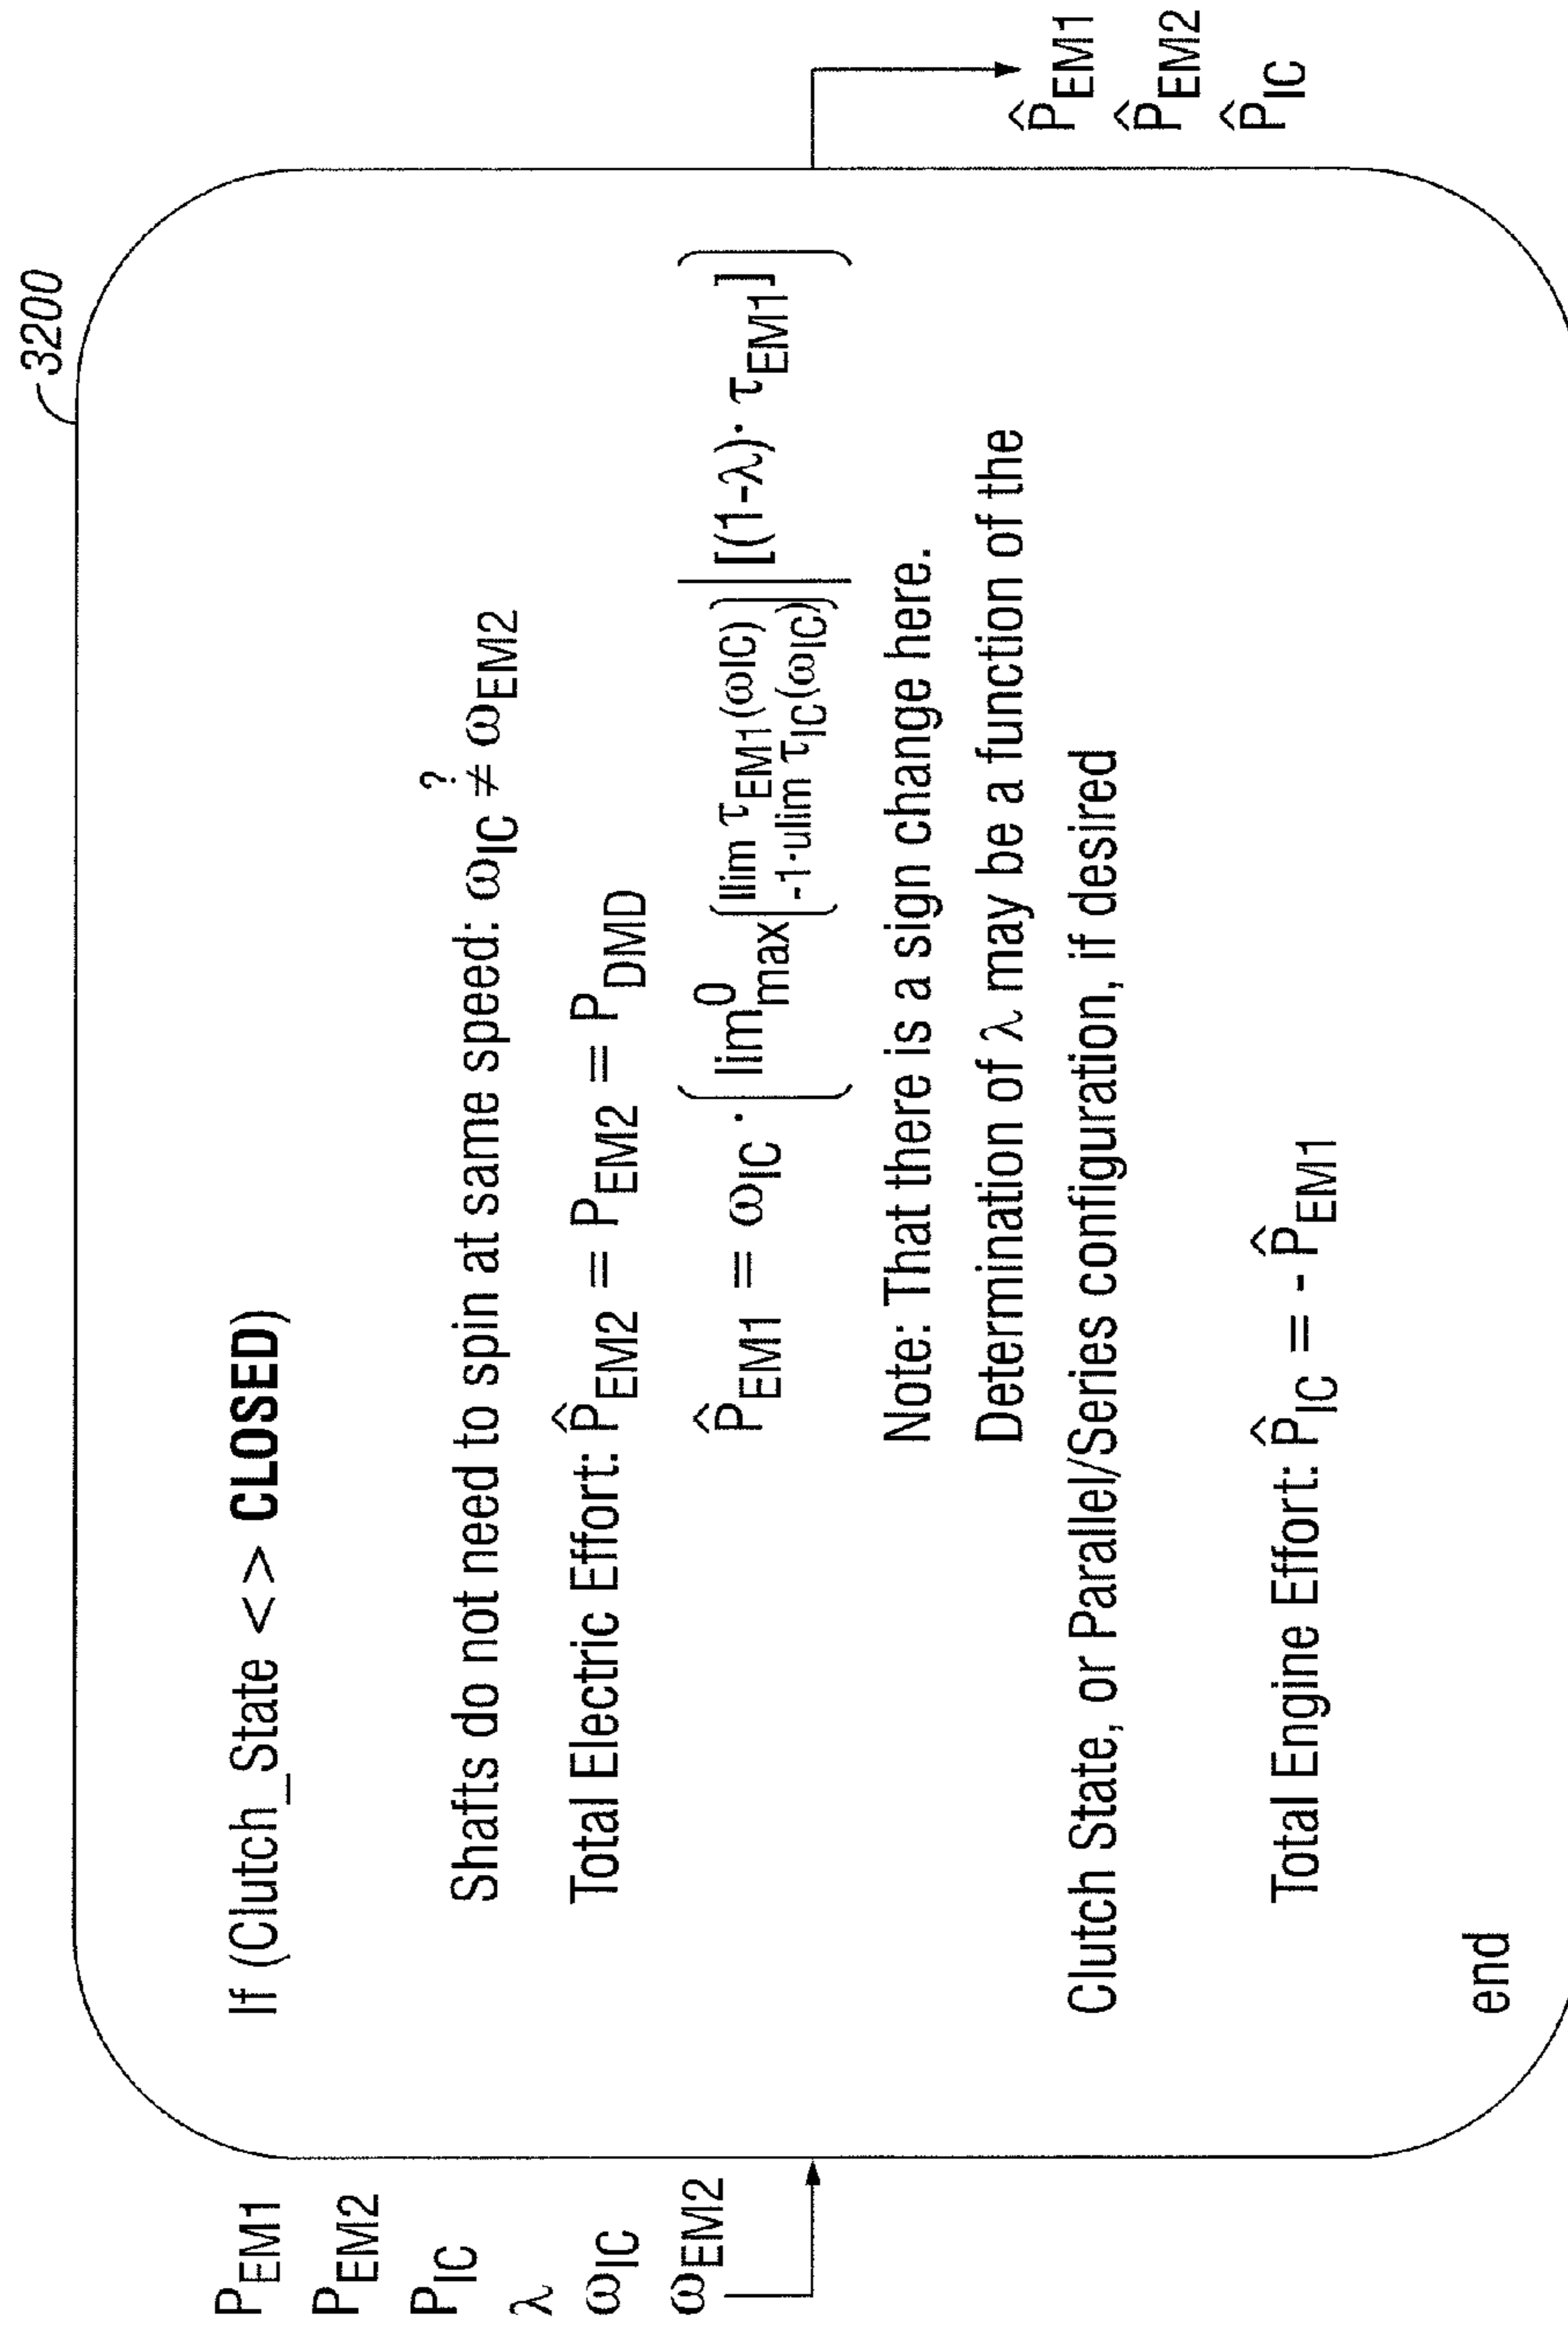 3200
P_EM1
P_EM2
P_IC
λ
ω_IC
ω_EM2
If (Clutch_State < > CLOSED)
Shafts do not need to spin at same speed: ω_IC ≠^? ω_EM2
Total Electric Effort: P̂_EM2 = P_EM2 = P_DMD
P̂_EM1 = ω_IC · ( lim^0_max( llim τ_EM1(ω_IC) | -1·ulim τ_IC(ω_IC) ) | [(1-λ)· τ_EM1] )
Note: That there is a sign change here.
Determination of λ may be a function of the
Clutch State, or Parallel/Series configuration, if desired
Total Engine Effort: P̂_IC = - P̂_EM1
end
P̂_EM1
P̂_EM2
P̂_IC